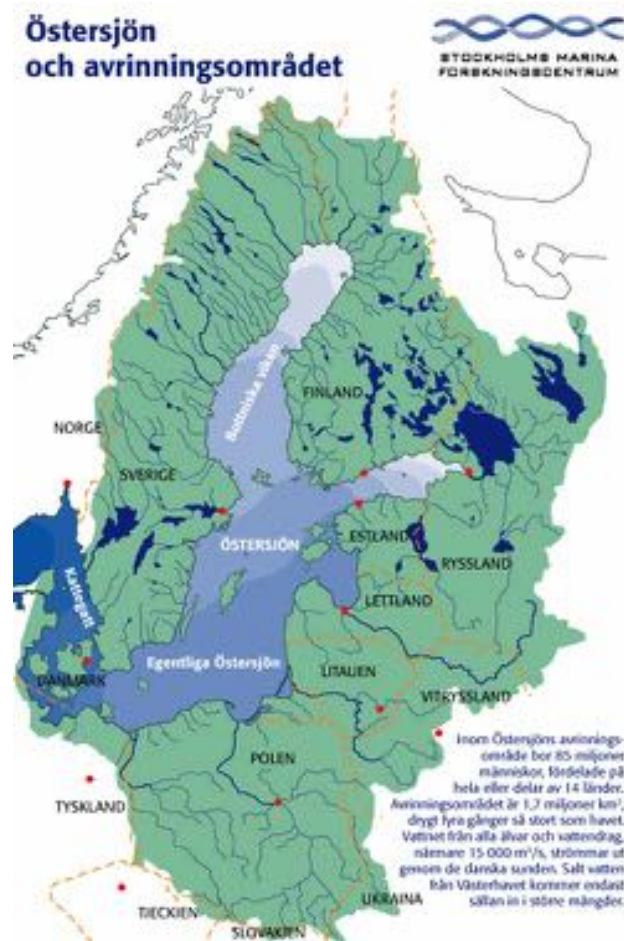 Östersjön
och avrinningsområdet
STOCKHOLMS MARINA
FORSKNINGSCENTRUM
Bottniska viken
FINLAND
NORGE
SVERIGE
ÖSTERSJÖN
ESTLAND
RYSSLAND
Kattegatt
LETTLAND
Egentliga Östersjön
LITAUEN
DANMARK
VITRYSSLAND
POLEN
TYSKLAND
Inom Östersjöns avrinnings-
område bor 85 miljoner
människor, fördelade på
hela eller delar av 14 länder.
Avrinningsområdet är 1,7 miljoner km²,
drygt fyra gånger så stort som havet.
Vattnet från alla älvar och vattendrag,
närmare 15 000 m³/s, strömmar ut
genom de danska sunden. Salt vatten
från Västerhavet kommer endast
sällan in i större mängder.
TJECKIEN
UKRAINA
SLOVAKIEN